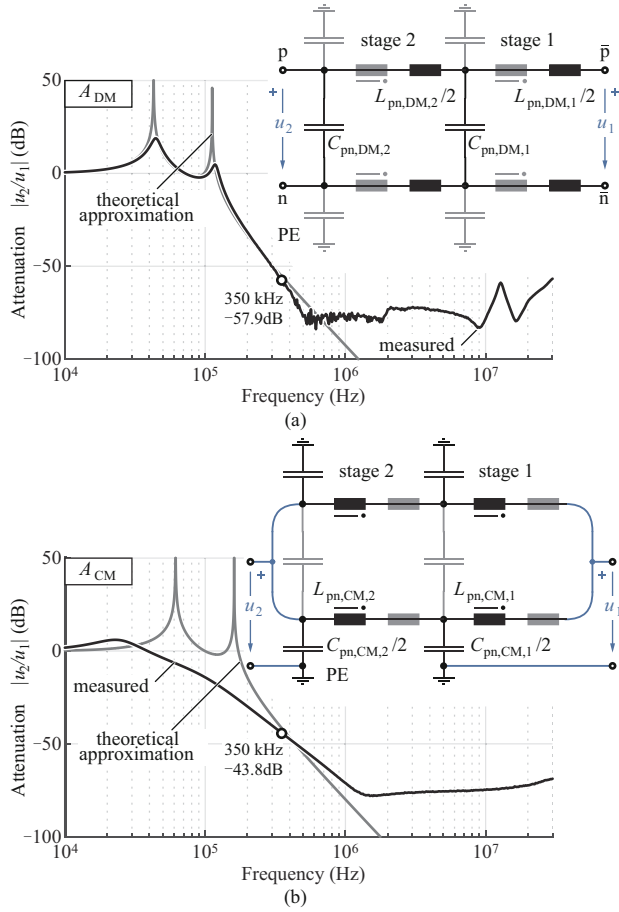 stage 2 stage 1
p p̄
50
A_DM
L_pn,DM,2/2 L_pn,DM,1/2
+ +
u_2 u_1
C_pn,DM,2 C_pn,DM,1
0
theoretical
approximation
n n̄
PE
−50
350 kHz
−57.9dB
measured
−100
10^4 10^5 10^6 10^7
Frequency (Hz)
Attenuation |u_2/u_1| (dB)
(a)
stage 2 stage 1
50
A_CM
+ +
L_pn,CM,2 L_pn,CM,1
u_2 u_1
C_pn,CM,2/2 C_pn,CM,1/2
PE
0
measured
theoretical
approximation
350 kHz
−43.8dB
−50
−100
10^4 10^5 10^6 10^7
Frequency (Hz)
Attenuation |u_2/u_1| (dB)
(b)